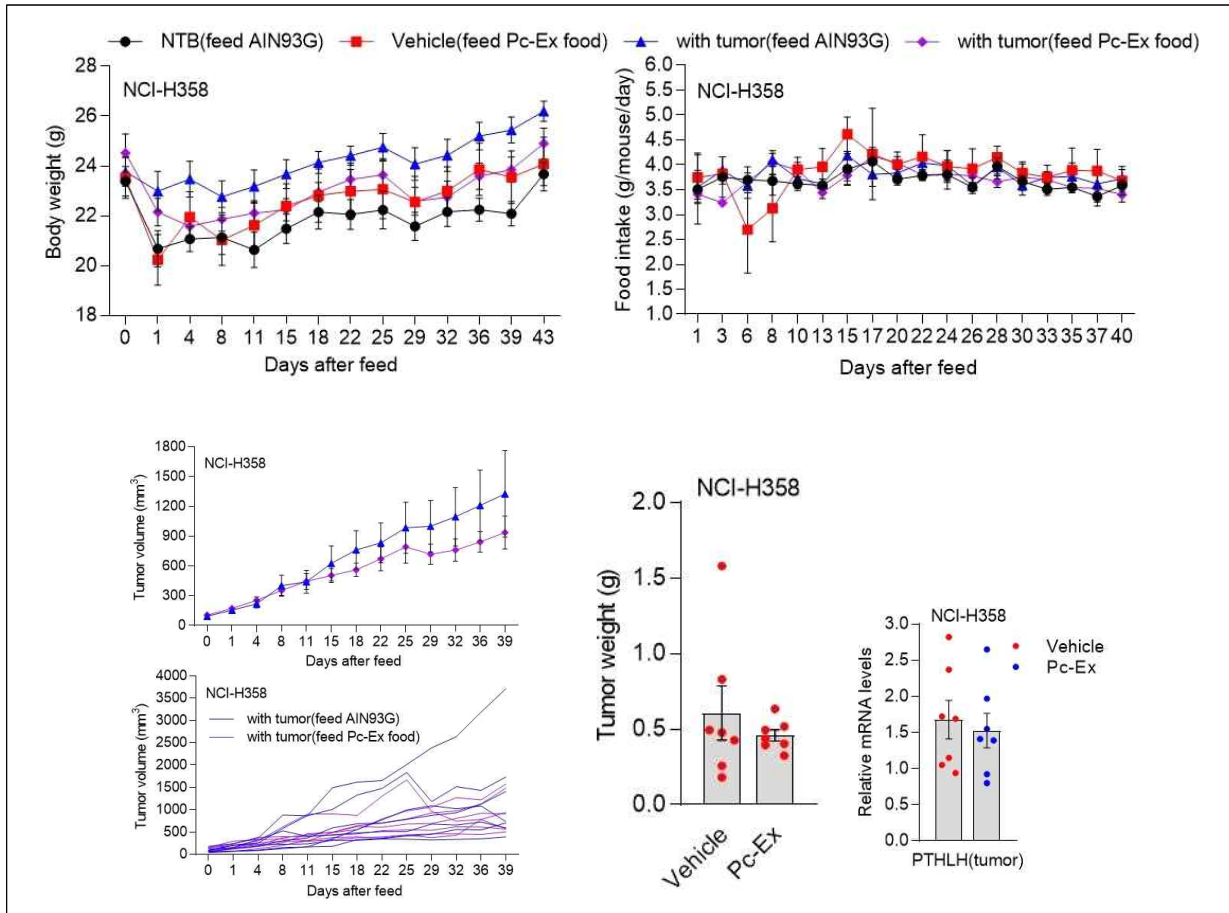 NTB(feed AIN93G) Vehicle(feed Pc-Ex food) with tumor(feed AIN93G) with tumor(feed Pc-Ex food)
NCI-H358
Body weight (g)
28
26
24
22
20
18
0 1 4 8 11 15 18 22 25 29 32 36 39 43
Days after feed
NCI-H358
Food intake (g/mouse/day)
6.0
5.5
5.0
4.5
4.0
3.5
3.0
2.5
2.0
1.5
1.0
1 3 6 8 10 13 15 17 20 22 26 28 30 33 35 37 40
Days after feed
NCI-H358
Tumor volume (mm³)
1800
1500
1200
900
600
300
0
0 1 4 8 11 15 18 22 25 29 32 36 39
Days after feed
NCI-H358
with tumor(feed AIN93G)
with tumor(feed Pc-Ex food)
Tumor volume (mm³)
4000
3500
3000
2500
2000
1500
1000
500
0
0 1 4 8 11 15 18 22 25 29 32 36 39
Days after feed
NCI-H358
Tumor weight (g)
2.0
1.5
1.0
0.5
0.0
Vehicle Pc-Ex
NCI-H358
Vehicle
Pc-Ex
Relative mRNA levels
3.0
2.5
2.0
1.5
1.0
0.5
0.0
PTHLH(tumor)